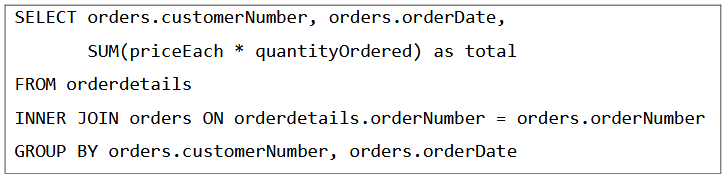 SELECT orders.customerNumber, orders.orderDate,
SUM(priceEach * quantityOrdered) as total
FROM orderdetails
INNER JOIN orders ON orderdetails.orderNumber = orders.orderNumber
GROUP BY orders.customerNumber, orders.orderDate